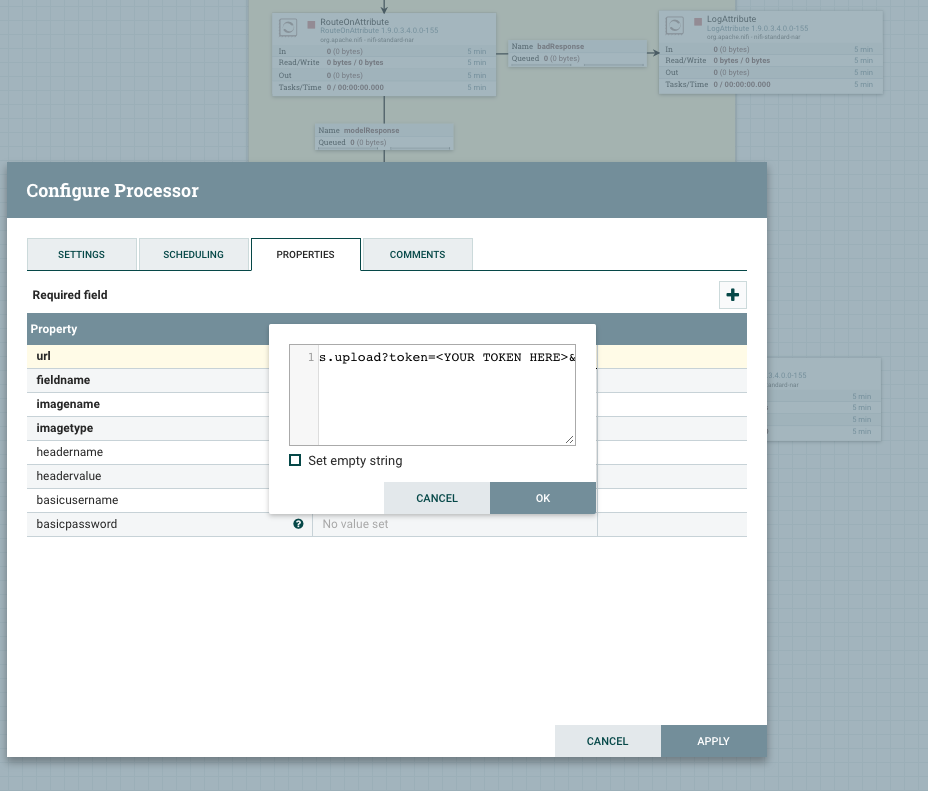 RouteOnAttribute
RouteOnAttribute 1.9.0.3.4.0.0-155
org.apache.nifi - nifi-standard-nar
In 0 (0 bytes) 5 min
Read/Write 0 bytes / 0 bytes 5 min
Out 0 (0 bytes) 5 min
Tasks/Time 0 / 00:00:00.000 5 min
Name badResponse
Queued 0 (0 bytes)
LogAttribute
LogAttribute 1.9.0.3.4.0.0-155
org.apache.nifi - nifi-standard-nar
In 0 (0 bytes) 5 min
Read/Write 0 bytes / 0 bytes 5 min
Out 0 (0 bytes) 5 min
Tasks/Time 0 / 00:00:00.000 5 min
Name modelResponse
Queued 0 (0 bytes)
Configure Processor
SETTINGS SCHEDULING PROPERTIES COMMENTS
Required field
Property
url
fieldname
imagename
imagetype
headername
headervalue
basicusername
basicpassword ? No value set
1 s.upload?token=<YOUR TOKEN HERE>&
Set empty string
CANCEL OK
.3.4.0.0-155
andard-nar
5 min
5 min
5 min
5 min
CANCEL APPLY